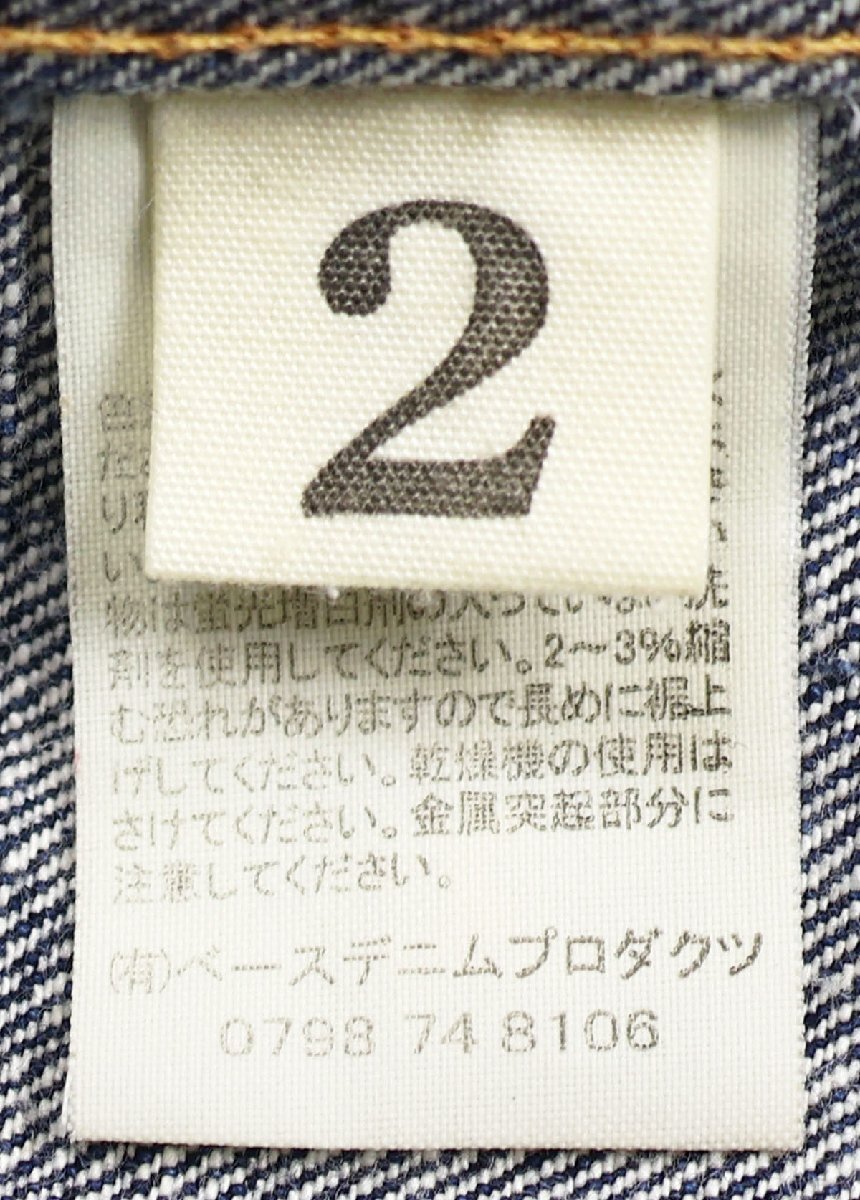 2
色
だ。
り
い
物は蛍光増白剤の入っていない洗
剤を使用してください。2〜3%縮
む恐れがありますので長めに裾上
げしてください。乾燥機の使用は
さけてください。金属突起部分に
注意してください。
(有)ベースデニムプロダクツ
0798 74 8106